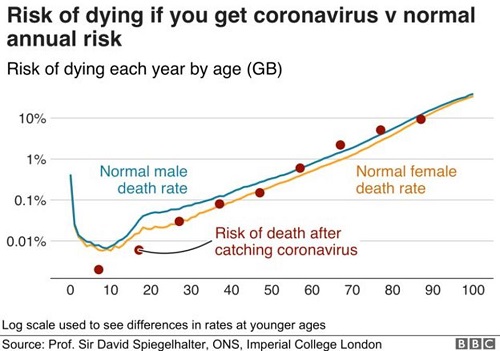 Risk of dying if you get coronavirus v normal
annual risk
Risk of dying each year by age (GB)
10%
1%
0.1%
0.01%
Normal male
death rate
Normal female
death rate
Risk of death after
catching coronavirus
0 10 20 30 40 50 60 70 80 90 100
Log scale used to see differences in rates at younger ages
Source: Prof. Sir David Spiegelhalter, ONS, Imperial College London
BBC